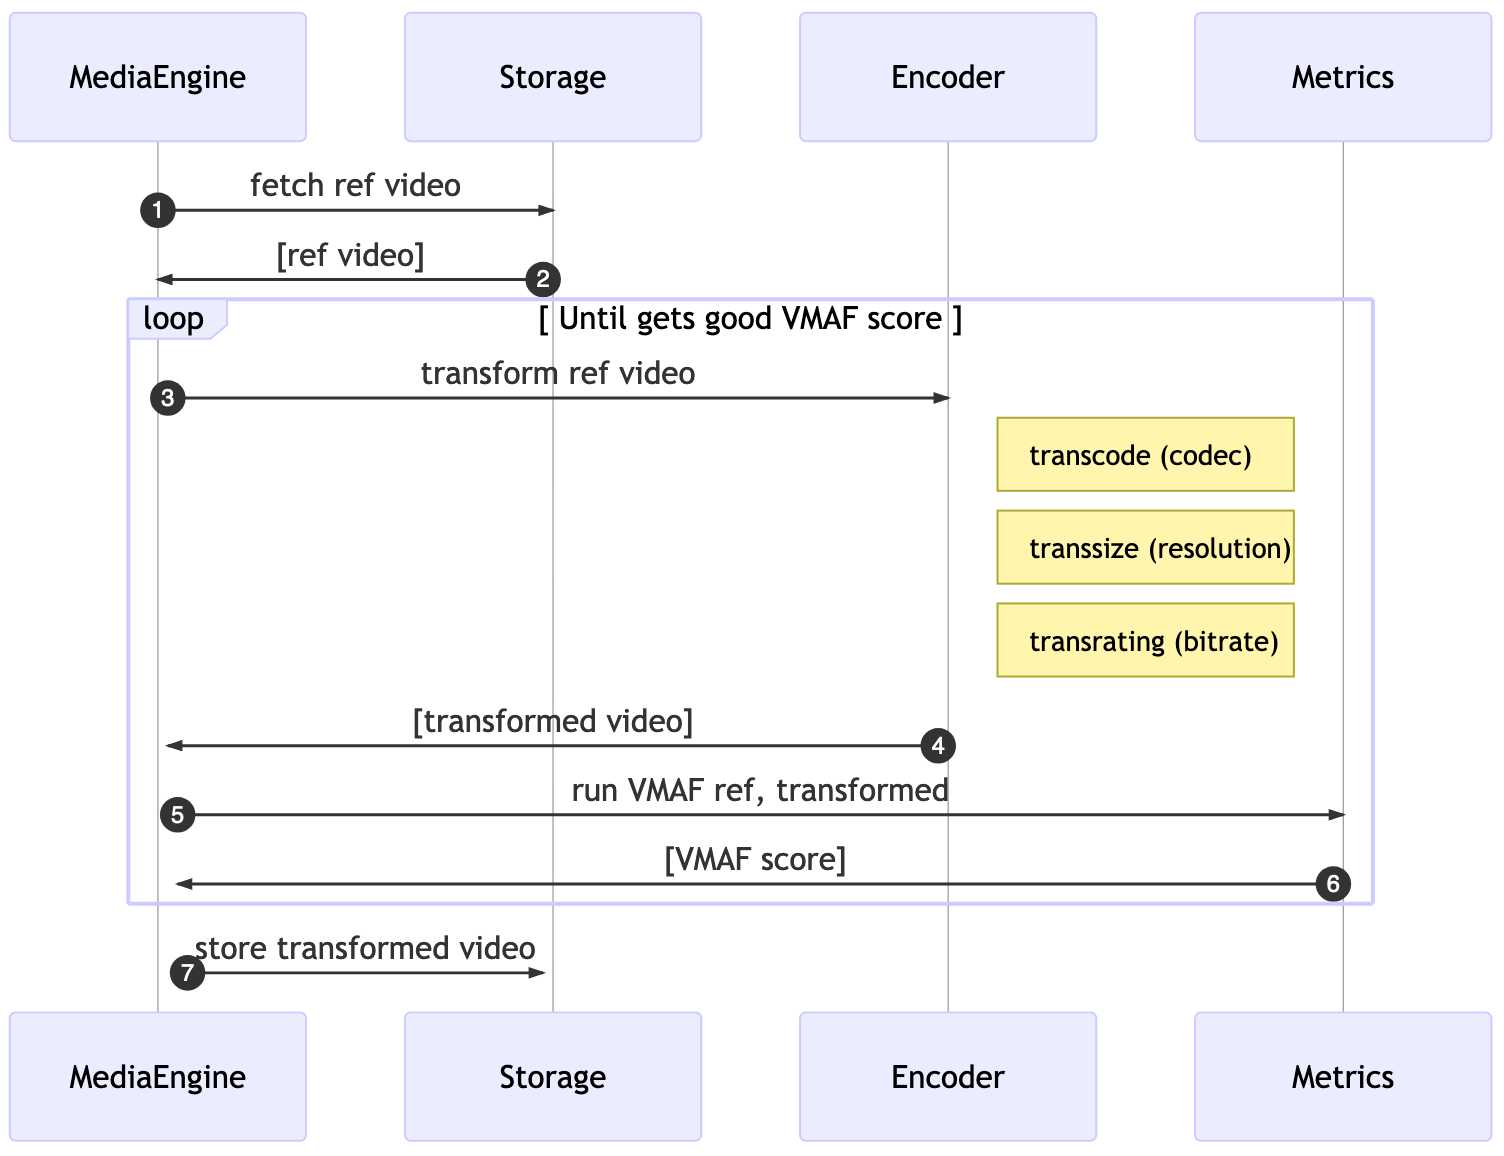 MediaEngine
Storage
Encoder
Metrics
fetch ref video
1
[ref video]
2
loop
[ Until gets good VMAF score ]
transform ref video
3
transcode (codec)
transsize (resolution)
transrating (bitrate)
[transformed video]
4
run VMAF ref, transformed
5
[VMAF score]
6
store transformed video
7
MediaEngine
Storage
Encoder
Metrics